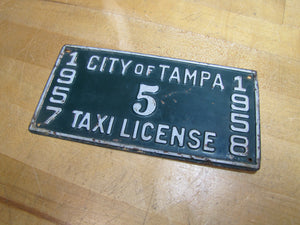 CITY OF TAMPA
1957
5
1958
TAXI LICENSE